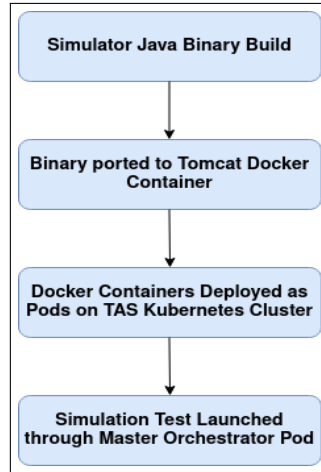 Simulator Java Binary Build
Binary ported to Tomcat Docker
Container
Docker Containers Deployed as
Pods on TAS Kubernetes Cluster
Simulation Test Launched
through Master Orchestrator Pod